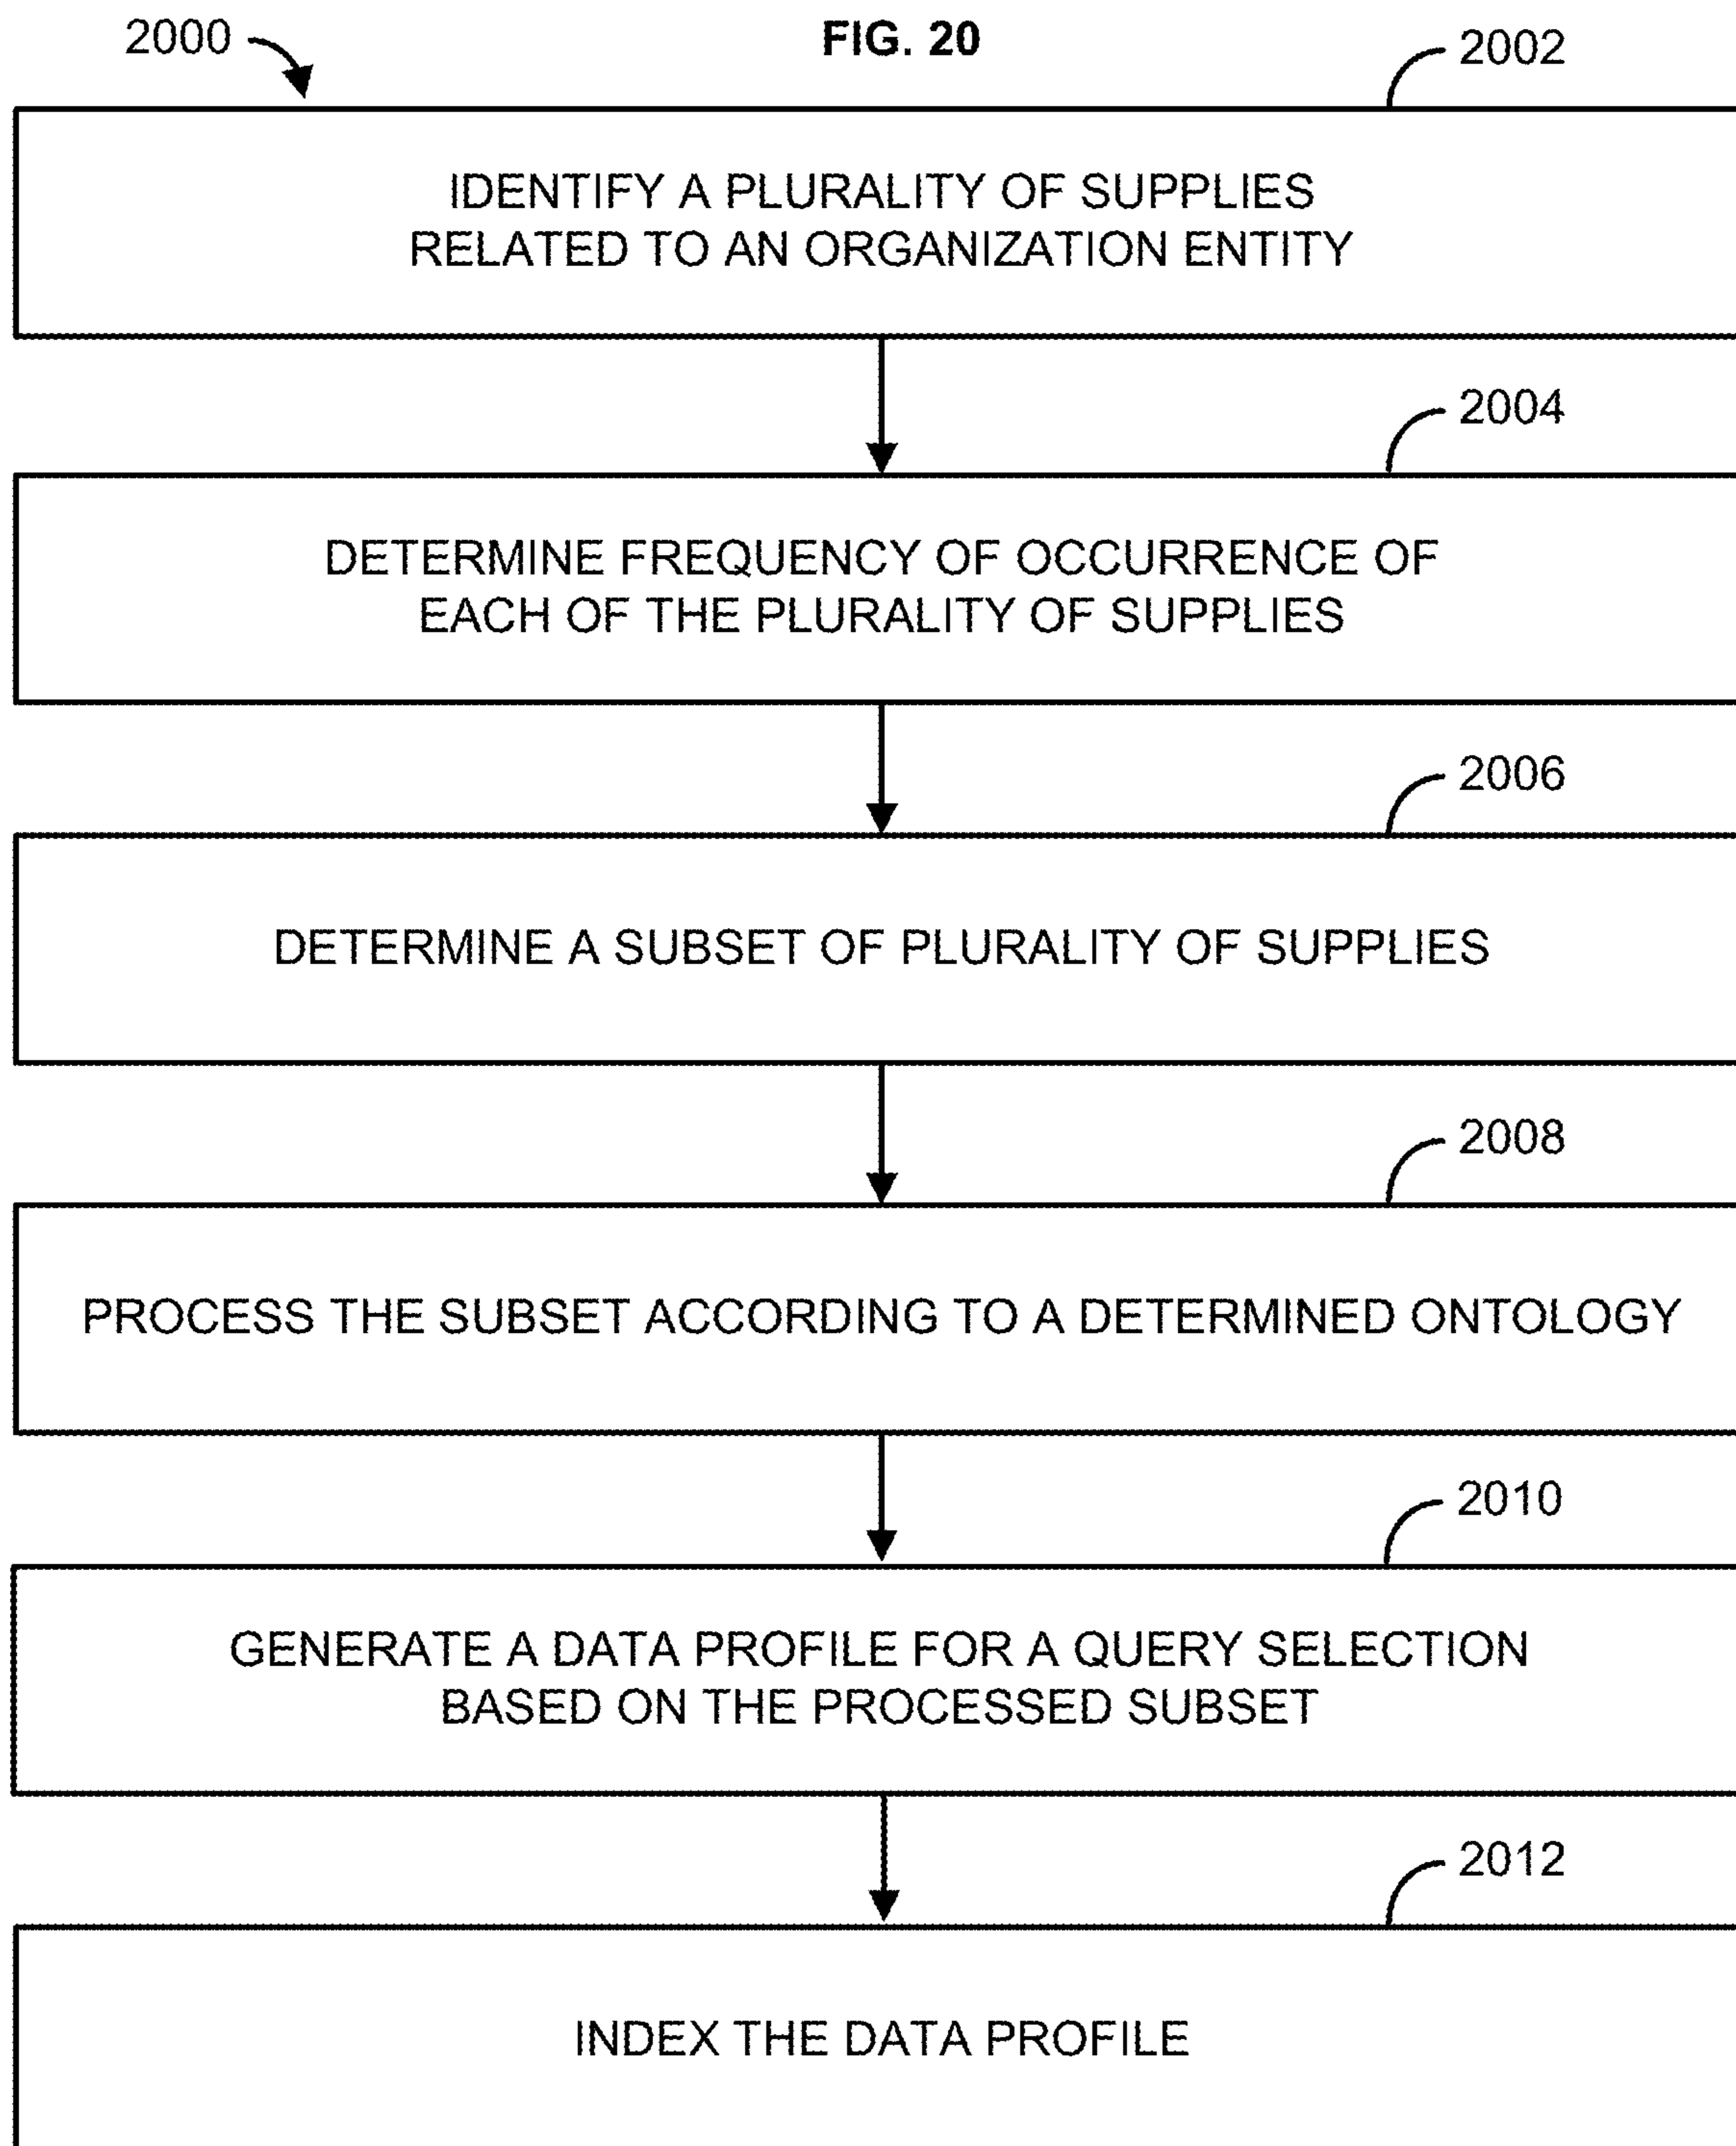 2000
FIG. 20
2002
IDENTIFY A PLURALITY OF SUPPLIES
RELATED TO AN ORGANIZATION ENTITY
2004
DETERMINE FREQUENCY OF OCCURRENCE OF
EACH OF THE PLURALITY OF SUPPLIES
2006
DETERMINE A SUBSET OF PLURALITY OF SUPPLIES
2008
PROCESS THE SUBSET ACCORDING TO A DETERMINED ONTOLOGY
2010
GENERATE A DATA PROFILE FOR A QUERY SELECTION
BASED ON THE PROCESSED SUBSET
2012
INDEX THE DATA PROFILE